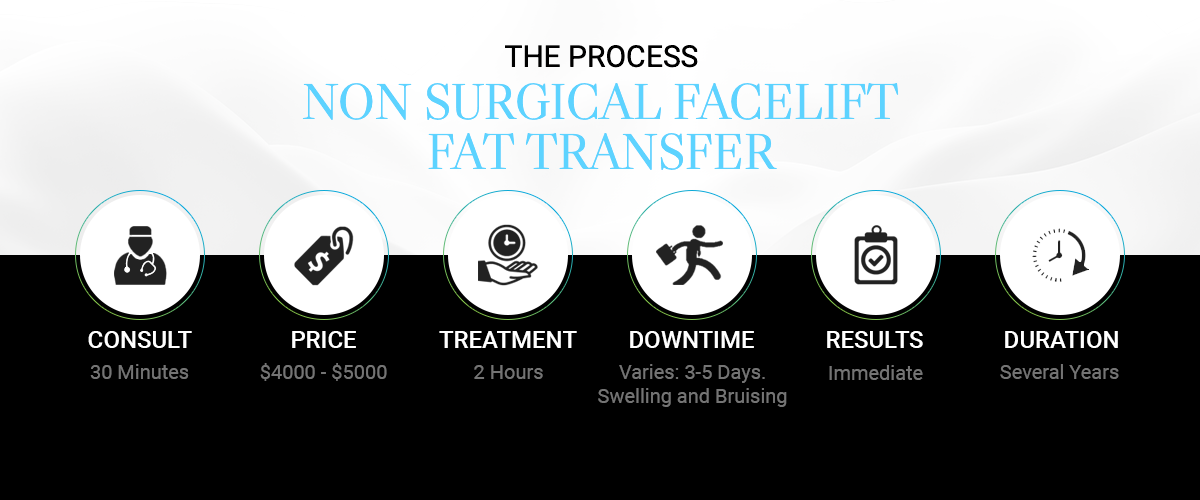 THE PROCESS
NON SURGICAL FACELIFT
FAT TRANSFER
$
CONSULT
30 Minutes
PRICE
$4000 - $5000
TREATMENT
2 Hours
DOWNTIME
Varies: 3-5 Days.
Swelling and Bruising
RESULTS
Immediate
DURATION
Several Years